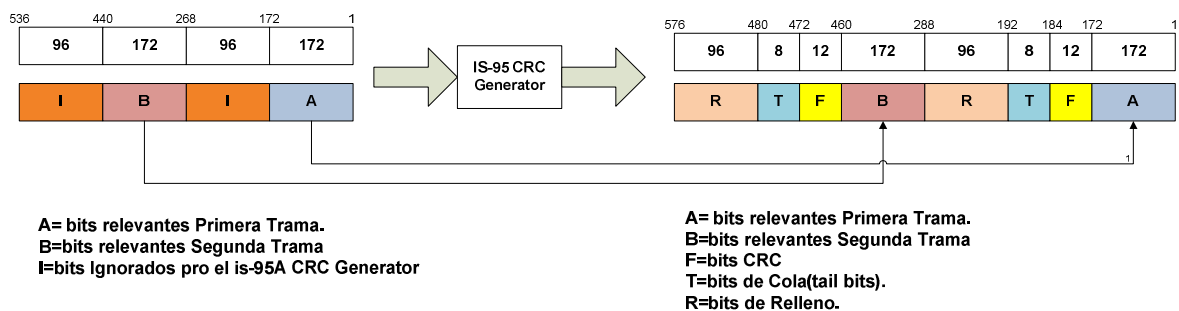 536 440 268 172 1
96 172 96 172
I B I A
IS-95 CRC
Generator
576 480 472 460 288 192 184 172 1
96 8 12 172 96 8 12 172
R T F B R T F A
1
A= bits relevantes Primera Trama.
B=bits relevantes Segunda Trama
I=bits Ignorados pro el is-95A CRC Generator
A= bits relevantes Primera Trama.
B=bits relevantes Segunda Trama
F=bits CRC
T=bits de Cola(tail bits).
R=bits de Relleno.